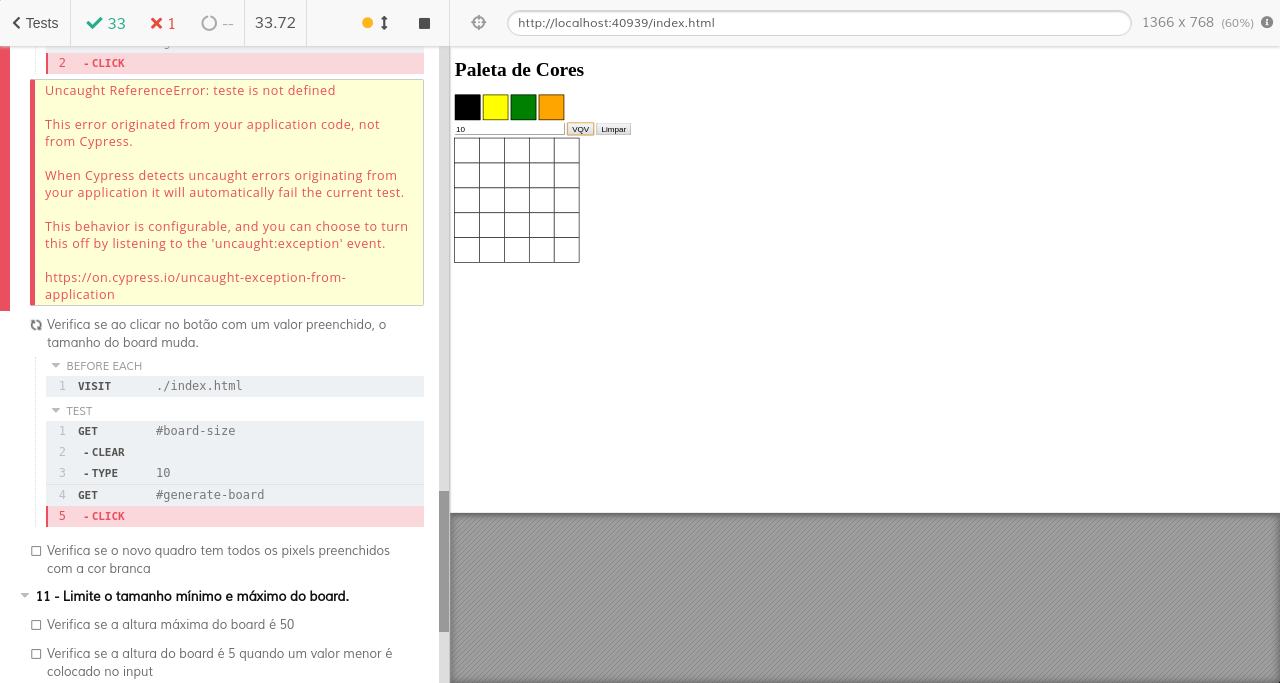 Tests 33 1 -- 33.72 http://localhost:40939/index.html 1366 x 768 (60%)
2 - CLICK
Uncaught ReferenceError: teste is not defined
This error originated from your application code, not
from Cypress.
When Cypress detects uncaught errors originating from
your application it will automatically fail the current test.
This behavior is configurable, and you can choose to turn
this off by listening to the 'uncaught:exception' event.
https://on.cypress.io/uncaught-exception-from-
application
Verifica se ao clicar no botão com um valor preenchido, o
tamanho do board muda.
BEFORE EACH
1 VISIT ./index.html
TEST
1 GET #board-size
2 - CLEAR
3 - TYPE 10
4 GET #generate-board
5 - CLICK
Verifica se o novo quadro tem todos os pixels preenchidos
com a cor branca
11 - Limite o tamanho mínimo e máximo do board.
Verifica se a altura máxima do board é 50
Verifica se a altura do board é 5 quando um valor menor é
colocado no input
Paleta de Cores
10 VQV Limpar